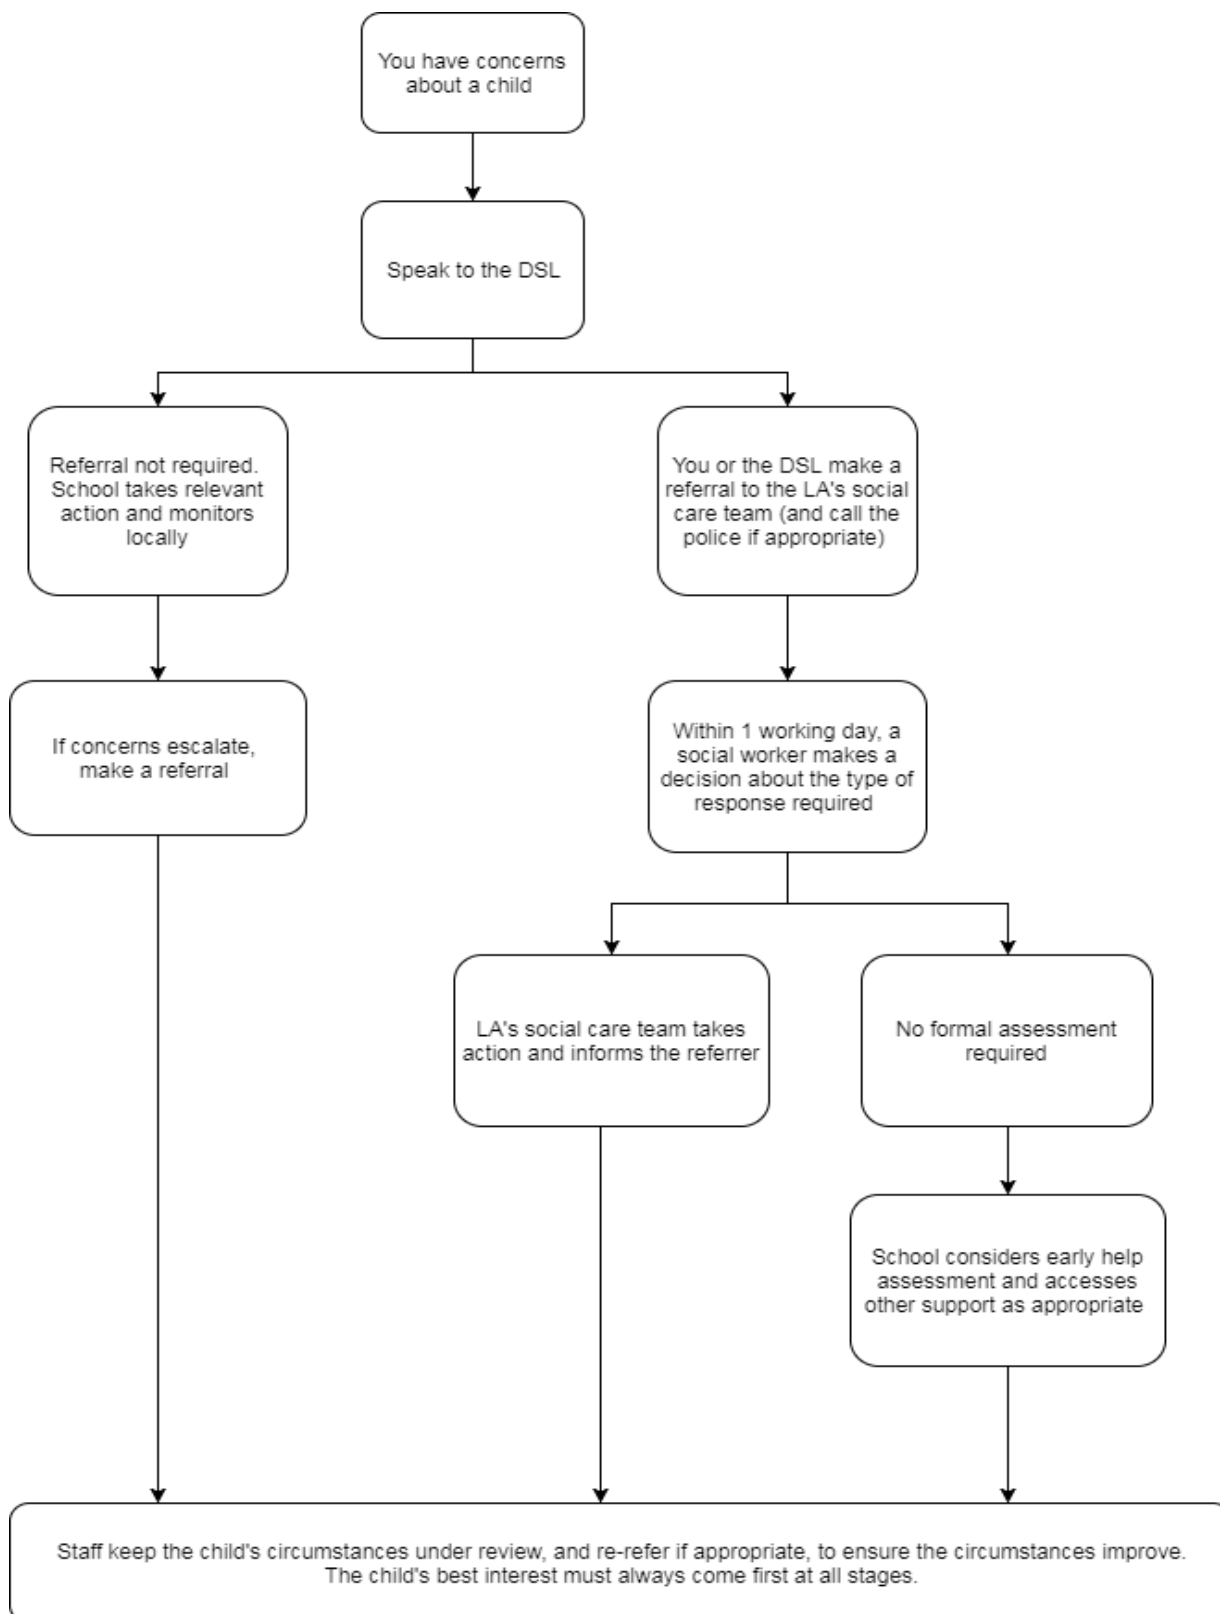 You have concerns
about a child
Speak to the DSL
Referral not required.
School takes relevant
action and monitors
locally
You or the DSL make a
referral to the LA's social
care team (and call the
police if appropriate)
If concerns escalate,
make a referral
Within 1 working day, a
social worker makes a
decision about the type of
response required
LA's social care team takes
action and informs the referrer
No formal assessment
required
School considers early help
assessment and accesses
other support as appropriate
Staff keep the child's circumstances under review, and re-refer if appropriate, to ensure the circumstances improve.
The child's best interest must always come first at all stages.